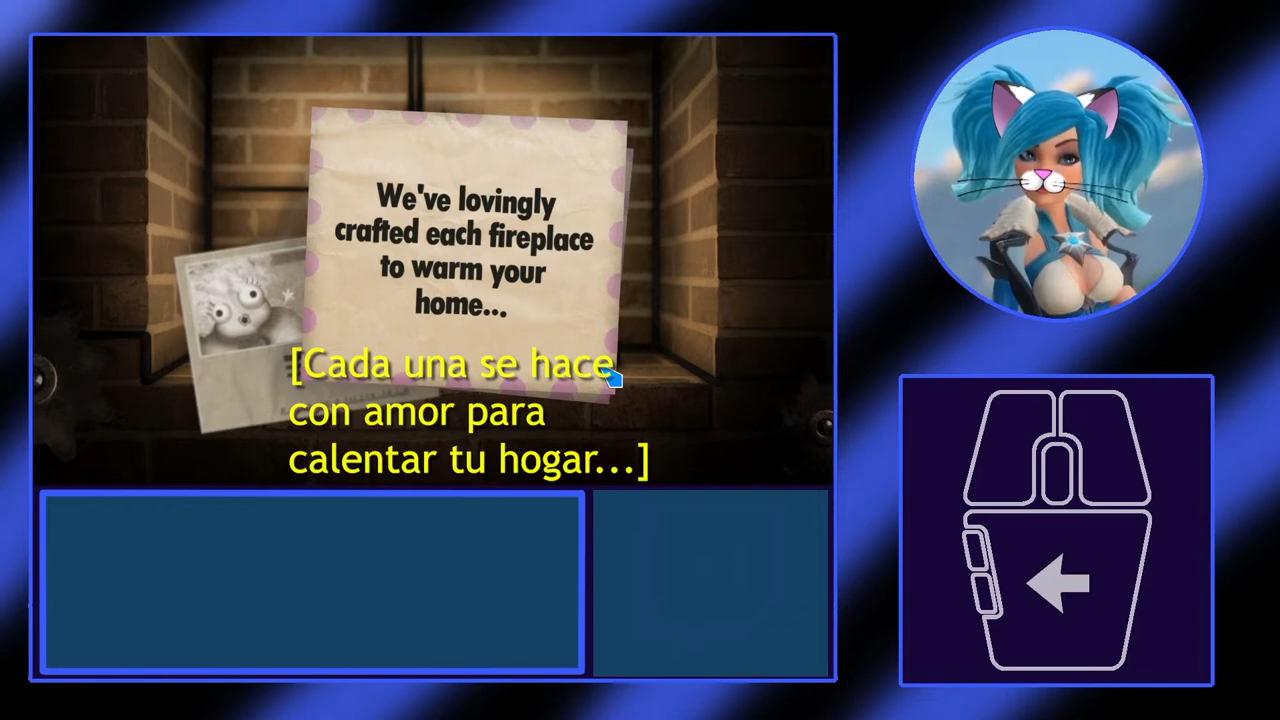 We've lovingly
crafted each fireplace
to warm your
home...
[Cada una se hace
con amor para
calentar tu hogar...]